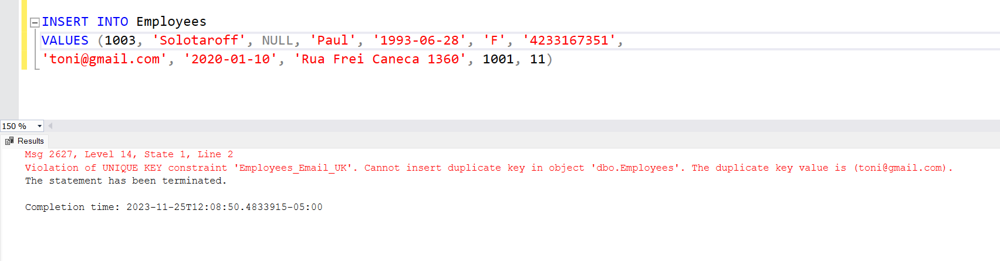 INSERT INTO Employees
VALUES (1003, 'Solotaroff', NULL, 'Paul', '1993-06-28', 'F', '4233167351',
'toni@gmail.com', '2020-01-10', 'Rua Frei Caneca 1360', 1001, 11)
150 %
Results
Msg 2627, Level 14, State 1, Line 2
Violation of UNIQUE KEY constraint 'Employees_Email_UK'. Cannot insert duplicate key in object 'dbo.Employees'. The duplicate key value is (toni@gmail.com).
The statement has been terminated.
Completion time: 2023-11-25T12:08:50.4833915-05:00